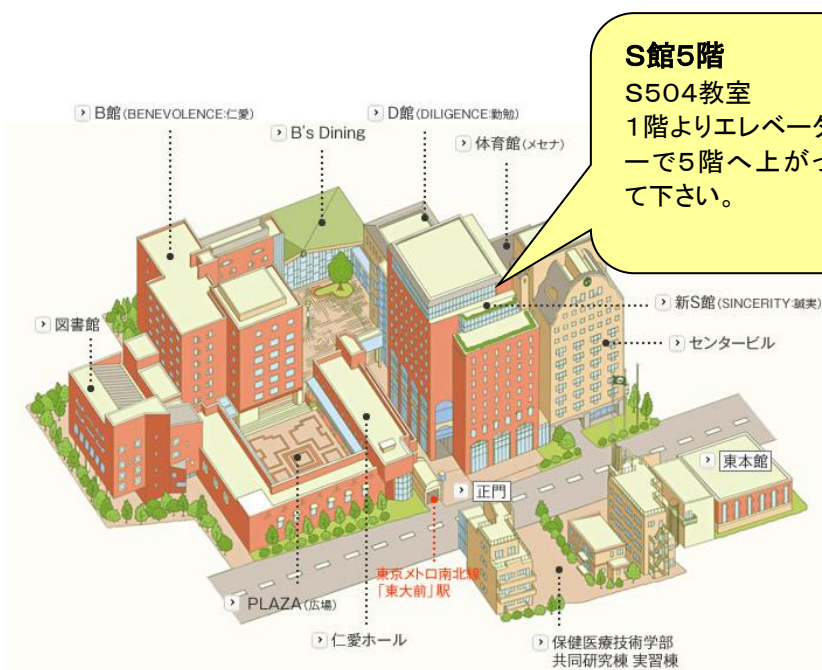 S館5階
S504教室
1階よりエレベータ
ーで5階へ上がっ
て下さい。
B館(BENEVOLENCE:仁愛)
B's Dining
D館(DILIGENCE:勤勉)
体育館(メセナ)
新S館(SINCERITY:誠実)
図書館
センタービル
東本館
正門
東京メトロ南北線
「東大前」駅
PLAZA(広場)
仁愛ホール
保健医療技術学部
共同研究棟 実習棟